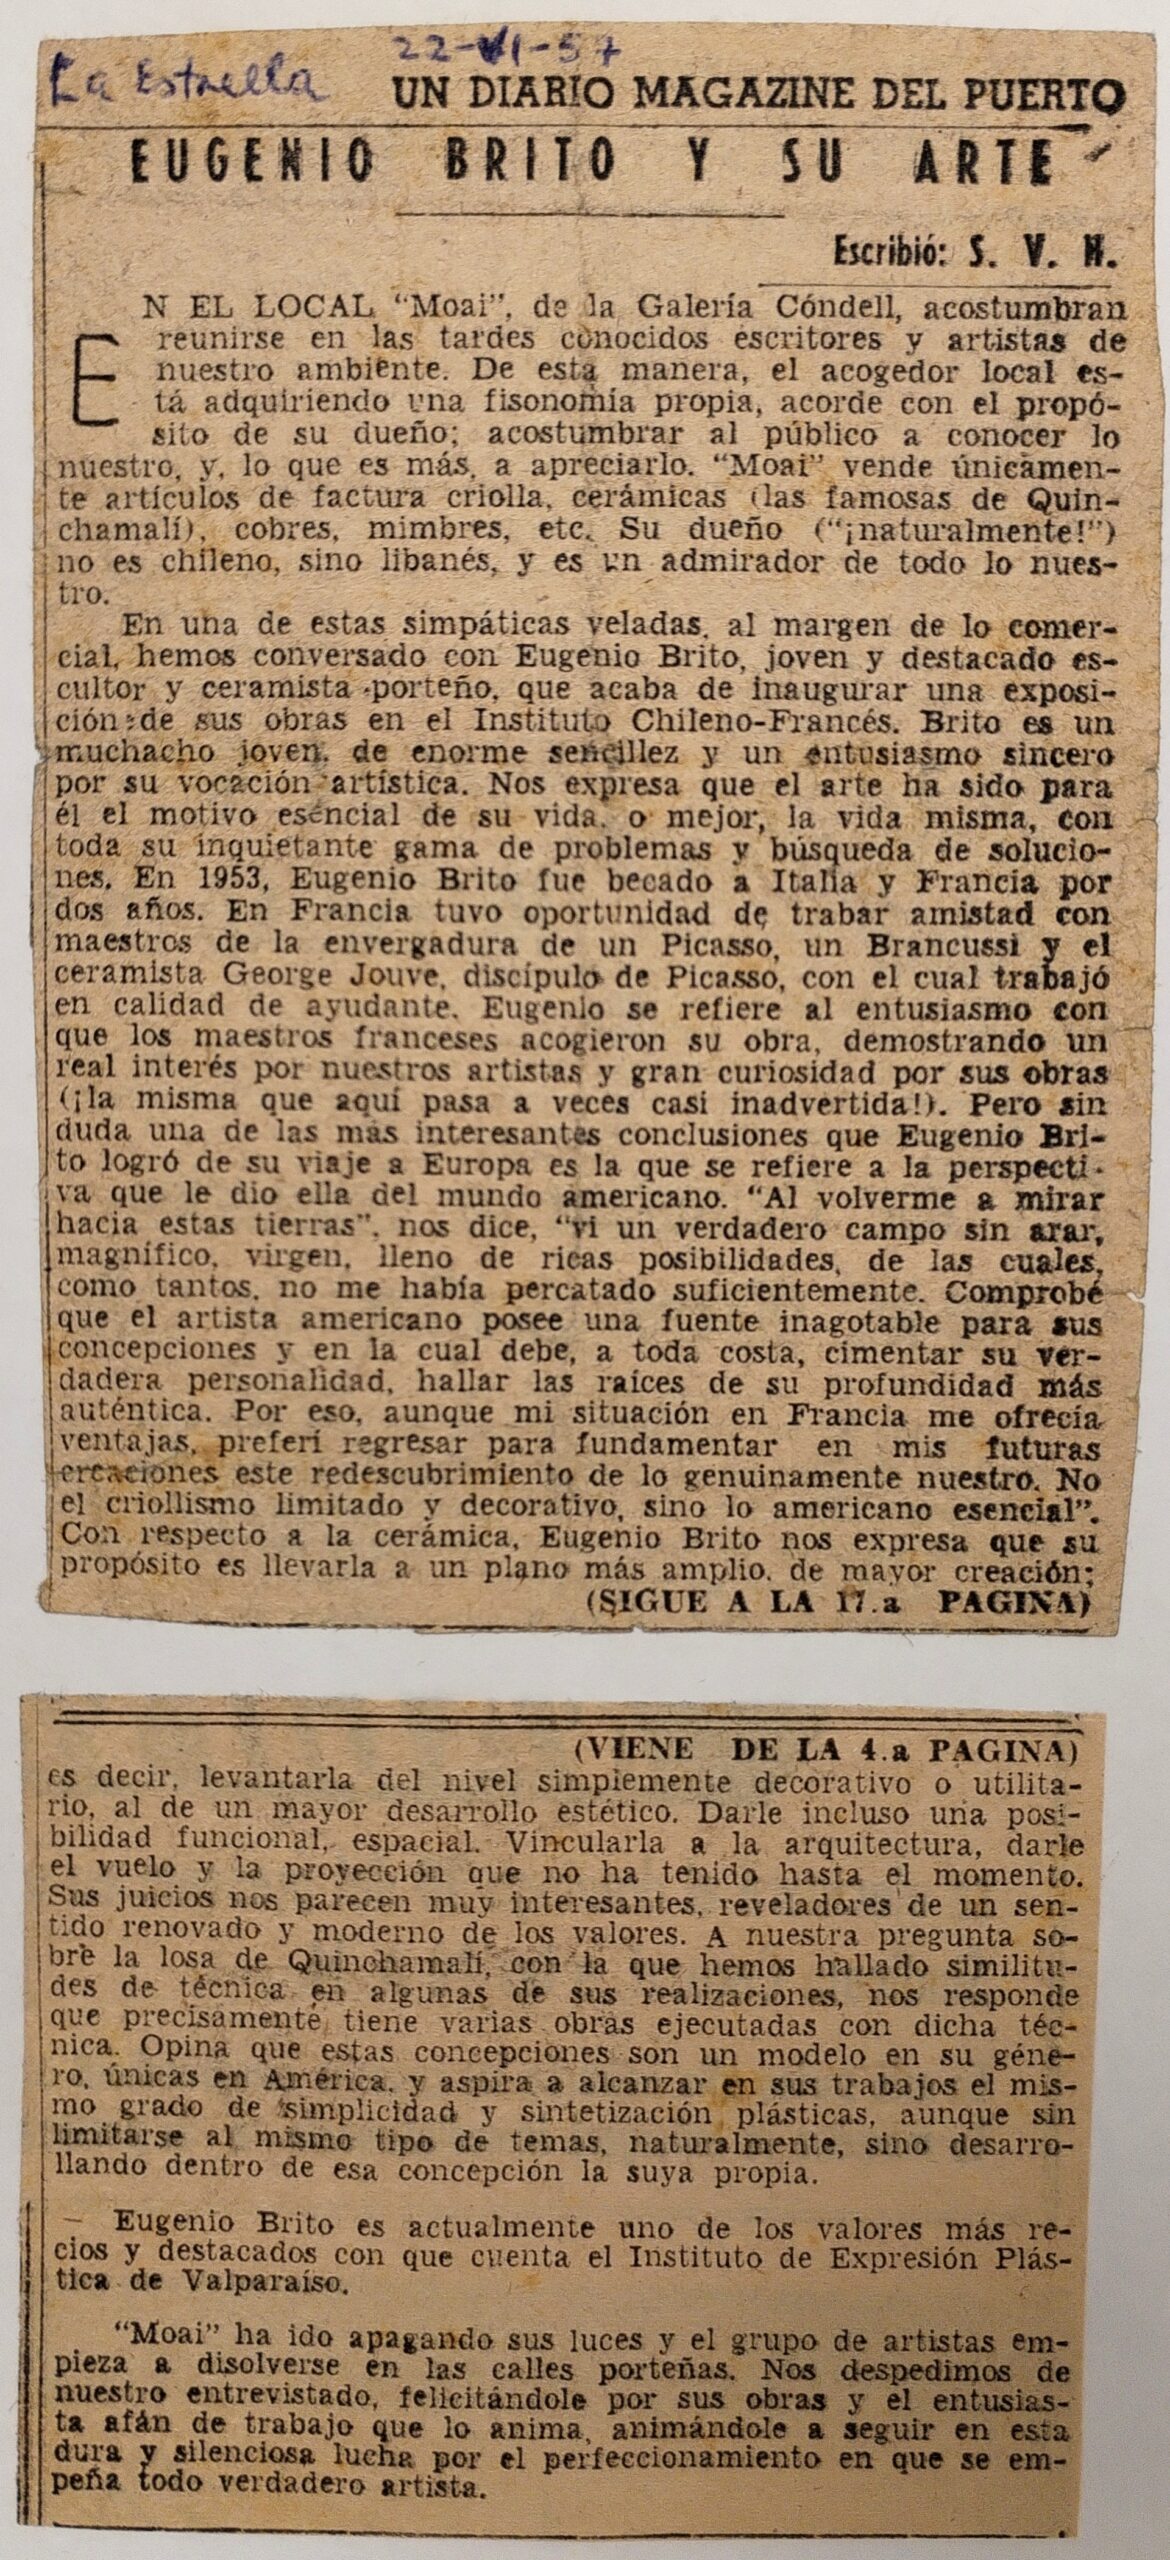 La Estrella 22-VI-57
UN DIARIO MAGAZINE DEL PUERTO
EUGENIO BRITO Y SU ARTE
Escribió: S. V. H.
EN EL LOCAL “Moai”, de la Galería Cóndell, acostumbran
reunirse en las tardes conocidos escritores y artistas de
nuestro ambiente. De esta manera, el acogedor local es-
tá adquiriendo una fisonomía propia, acorde con el propó-
sito de su dueño; acostumbrar al público a conocer lo
nuestro, y, lo que es más, a apreciarlo. “Moai” vende únicamen-
te artículos de factura criolla, cerámicas (las famosas de Quin-
chamalí), cobres, mimbres, etc. Su dueño (“¡naturalmente!”)
no es chileno, sino libanés, y es un admirador de todo lo nues-
tro.
En una de estas simpáticas veladas, al margen de lo comer-
cial, hemos conversado con Eugenio Brito, joven y destacado es-
cultor y ceramista porteño, que acaba de inaugurar una exposi-
ción de sus obras en el Instituto Chileno-Francés. Brito es un
muchacho joven, de enorme sencillez y un entusiasmo sincero
por su vocación artística. Nos expresa que el arte ha sido para
él el motivo esencial de su vida, o mejor, la vida misma, con
toda su inquietante gama de problemas y búsqueda de solucio-
nes. En 1953, Eugenio Brito fue becado a Italia y Francia por
dos años. En Francia tuvo oportunidad de trabar amistad con
maestros de la envergadura de un Picasso, un Brancussi y el
ceramista George Jouve, discípulo de Picasso, con el cual trabajó
en calidad de ayudante. Eugenio se refiere al entusiasmo con
que los maestros franceses acogieron su obra, demostrando un
real interés por nuestros artistas y gran curiosidad por sus obras
(¡la misma que aquí pasa a veces casi inadvertida!). Pero sin
duda una de las más interesantes conclusiones que Eugenio Bri-
to logró de su viaje a Europa es la que se refiere a la perspecti-
va que le dio ella del mundo americano. “Al volverme a mirar
hacia estas tierras”, nos dice, “vi un verdadero campo sin arar,
magnífico, virgen, lleno de ricas posibilidades, de las cuales,
como tantos, no me había percatado suficientemente. Comprobé
que el artista americano posee una fuente inagotable para sus
concepciones y en la cual debe, a toda costa, cimentar su ver-
dadera personalidad, hallar las raíces de su profundidad más
auténtica. Por eso, aunque mi situación en Francia me ofrecía
ventajas, preferí regresar para fundamentar en mis futuras
creaciones este redescubrimiento de lo genuinamente nuestro. No
el criollismo limitado y decorativo, sino lo americano esencial”.
Con respecto a la cerámica, Eugenio Brito nos expresa que su
propósito es llevarla a un plano más amplio, de mayor creación;
(SIGUE A LA 17.a PAGINA)
(VIENE DE LA 4.a PAGINA)
es decir, levantarla del nivel simplemente decorativo o utilita-
rio, al de un mayor desarrollo estético. Darle incluso una posi-
bilidad funcional, espacial. Vincularla a la arquitectura, darle
el vuelo y la proyección que no ha tenido hasta el momento.
Sus juicios nos parecen muy interesantes, reveladores de un sen-
tido renovado y moderno de los valores. A nuestra pregunta so-
bre la losa de Quinchamalí, con la que hemos hallado similitu-
des de técnica en algunas de sus realizaciones, nos responde
que precisamente tiene varias obras ejecutadas con dicha téc-
nica. Opina que estas concepciones son un modelo en su géne-
ro, únicas en América, y aspira a alcanzar en sus trabajos el mis-
mo grado de simplicidad y sintetización plásticas, aunque sin
limitarse al mismo tipo de temas, naturalmente, sino desarro-
llando dentro de esa concepción la suya propia.
Eugenio Brito es actualmente uno de los valores más re-
cios y destacados con que cuenta el Instituto de Expresión Plás-
tica de Valparaíso.
“Moai” ha ido apagando sus luces y el grupo de artistas em-
pieza a disolverse en las calles porteñas. Nos despedimos de
nuestro entrevistado, felicitándole por sus obras y el entusias-
ta afán de trabajo que lo anima, animándole a seguir en esta
dura y silenciosa lucha por el perfeccionamiento en que se em-
peña todo verdadero artista.